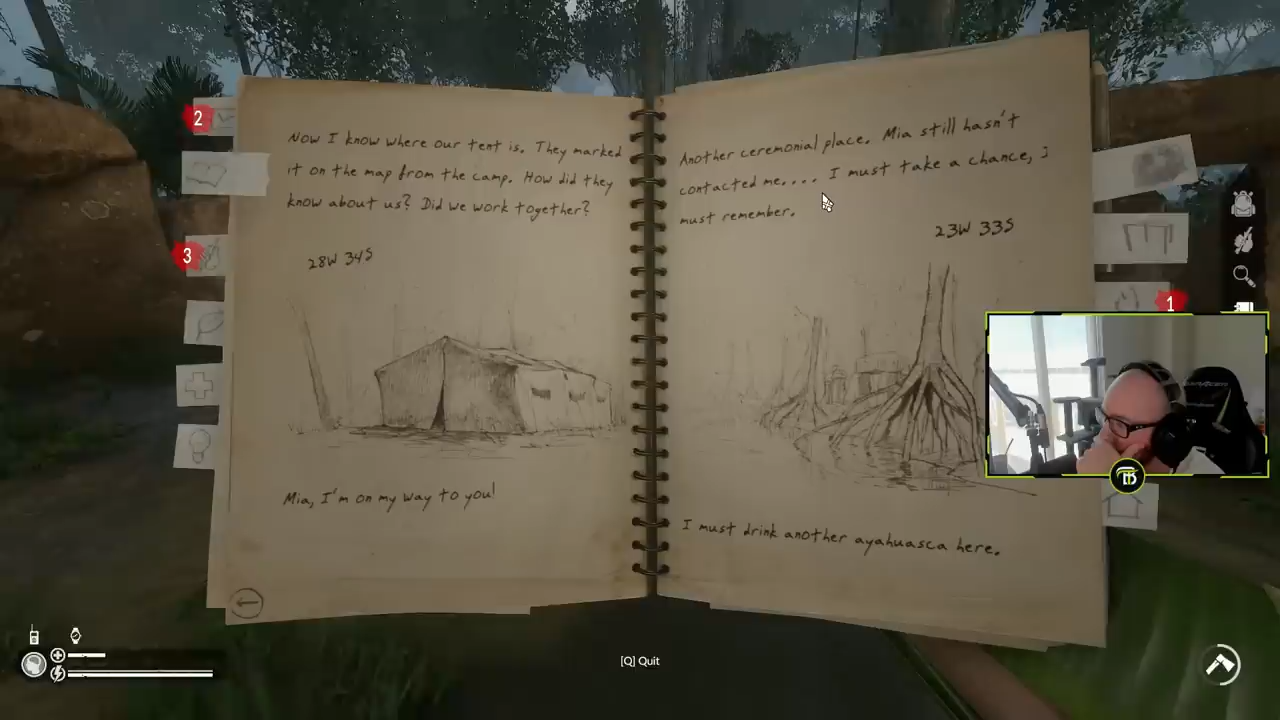 2
3
1
Now I know where our tent is. They marked
it on the map from the camp. How did they
know about us? Did we work together?
28W 34S
Mia, I'm on my way to you!
Another ceremonial place. Mia still hasn't
contacted me.... I must take a chance, I
must remember.
23W 33S
I must drink another ayahuasca here.
[Q] Quit